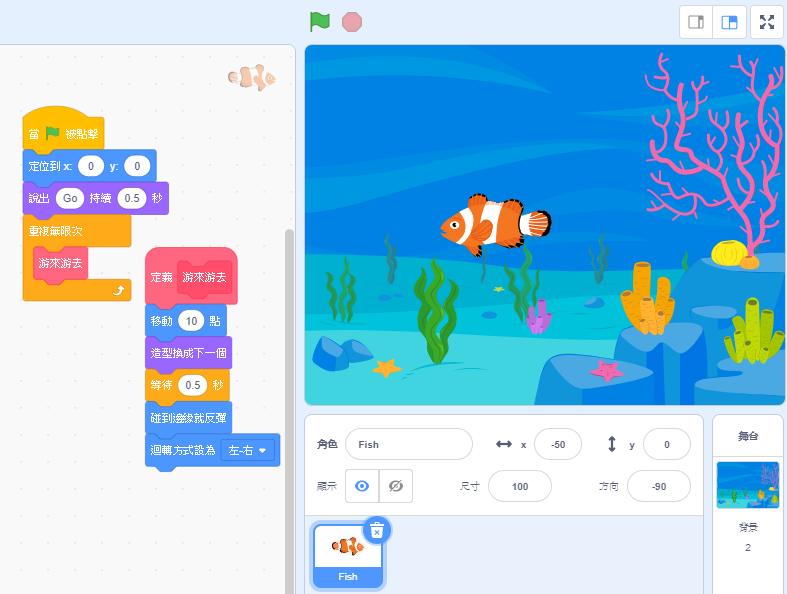 當 被點擊
定位到 x: 0 y: 0
說出 Go 持續 0.5 秒
重複無限次
游來游去
定義 游來游去
移動 10 點
造型換成下一個
等待 0.5 秒
碰到邊緣就反彈
迴轉方式設為 左-右
角色 Fish x -50 y 0
顯示 尺寸 100 方向 -90
Fish
舞台
背景
2